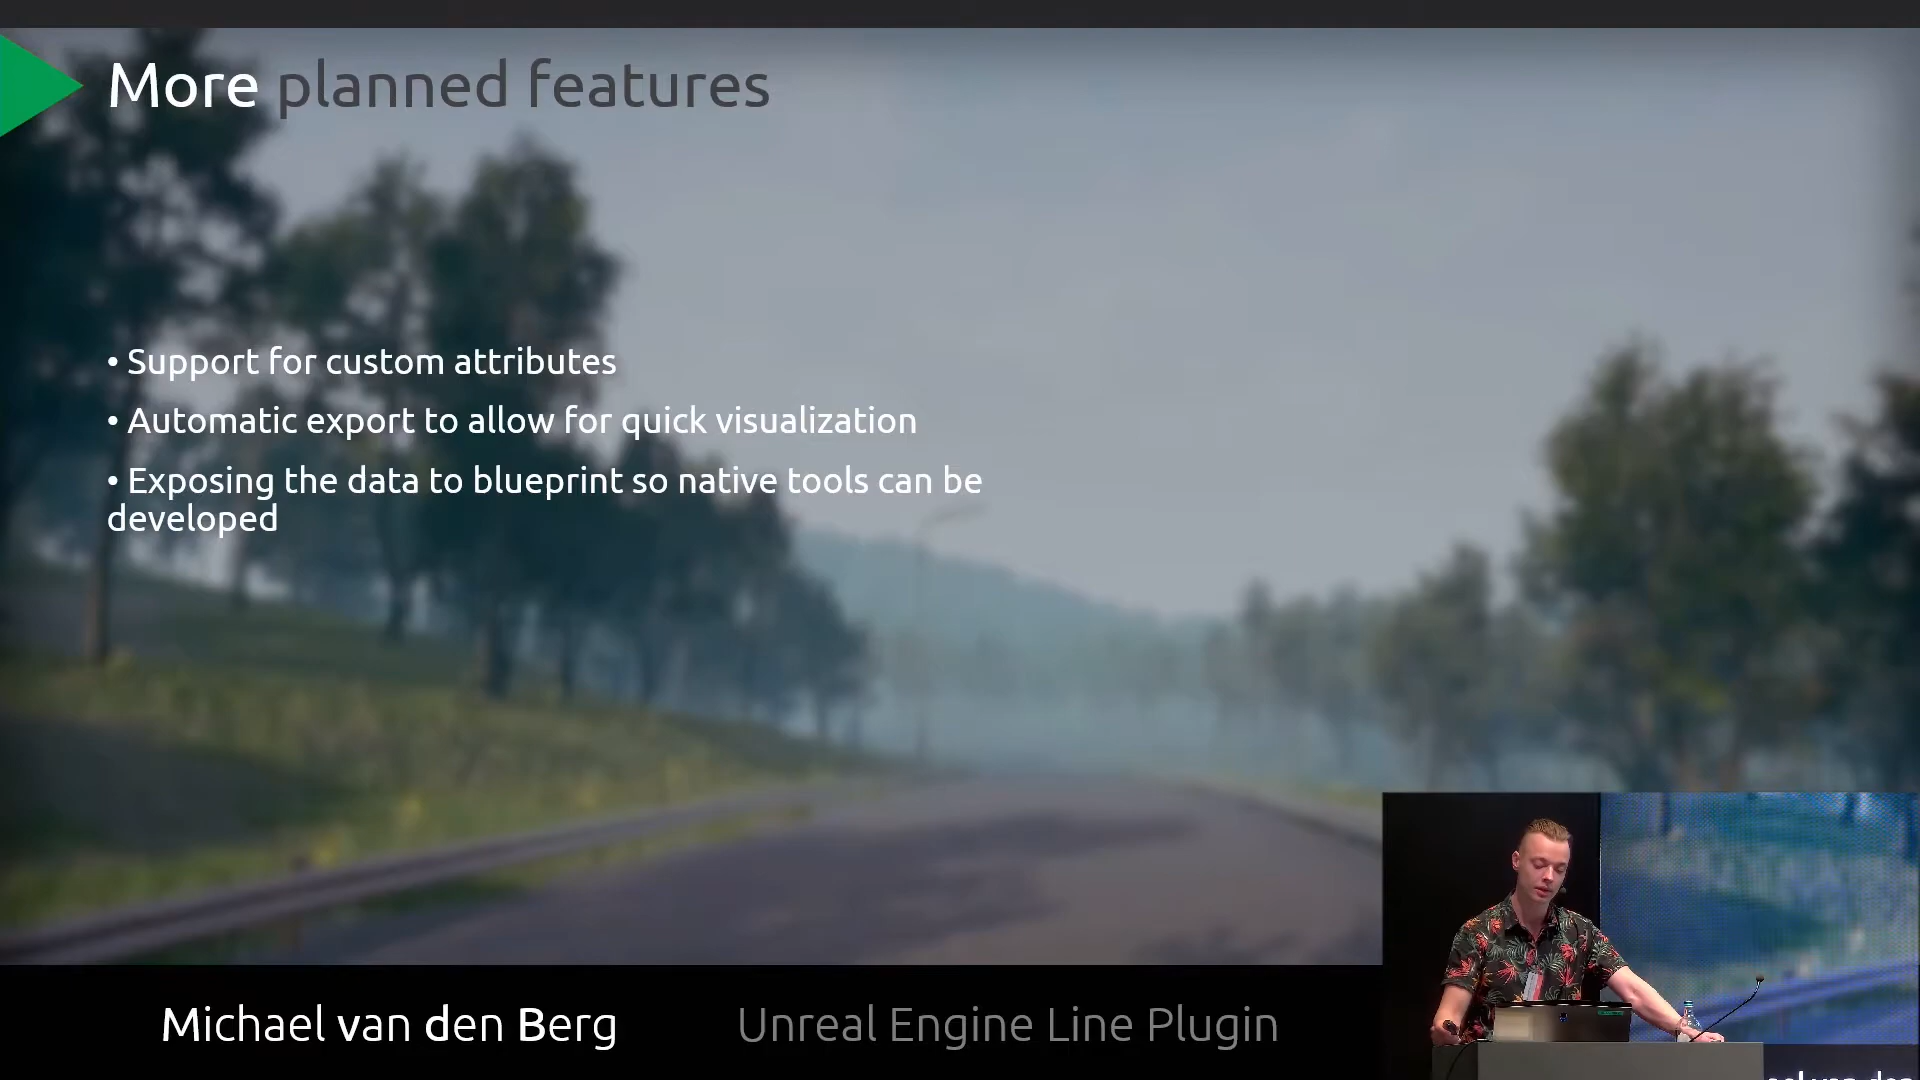 More planned features
• Support for custom attributes
• Automatic export to allow for quick visualization
• Exposing the data to blueprint so native tools can be
developed
Michael van den Berg
Unreal Engine Line Plugin